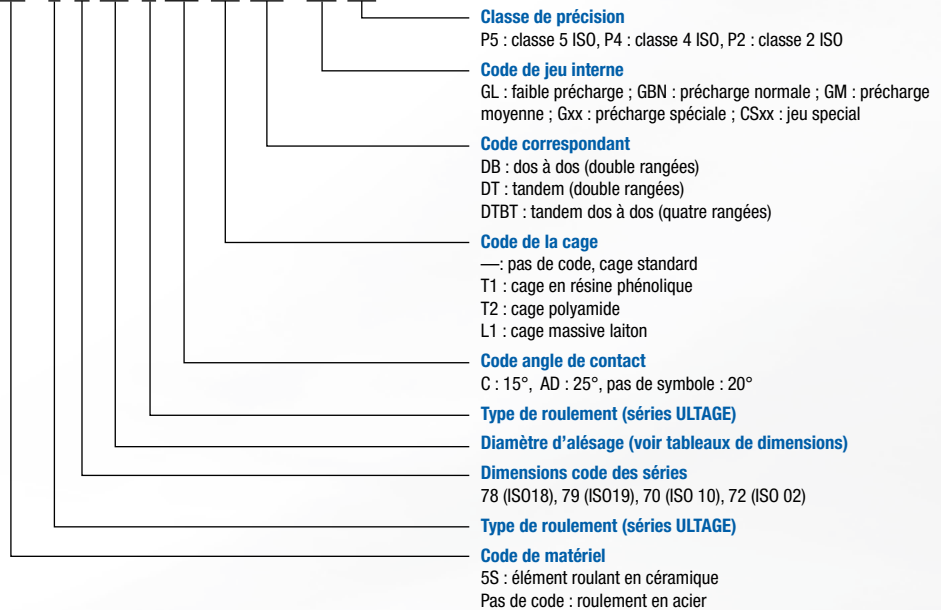 Classe de précision
P5 : classe 5 ISO, P4 : classe 4 ISO, P2 : classe 2 ISO
Code de jeu interne
GL : faible précharge ; GBN : précharge normale ; GM : précharge
moyenne ; Gxx : précharge spéciale ; CSxx : jeu special
Code correspondant
DB : dos à dos (double rangées)
DT : tandem (double rangées)
DTBT : tandem dos à dos (quatre rangées)
Code de la cage
—: pas de code, cage standard
T1 : cage en résine phénolique
T2 : cage polyamide
L1 : cage massive laiton
Code angle de contact
C : 15°, AD : 25°, pas de symbole : 20°
Type de roulement (séries ULTAGE)
Diamètre d'alésage (voir tableaux de dimensions)
Dimensions code des séries
78 (ISO18), 79 (ISO19), 70 (ISO 10), 72 (ISO 02)
Type de roulement (séries ULTAGE)
Code de matériel
5S : élément roulant en céramique
Pas de code : roulement en acier